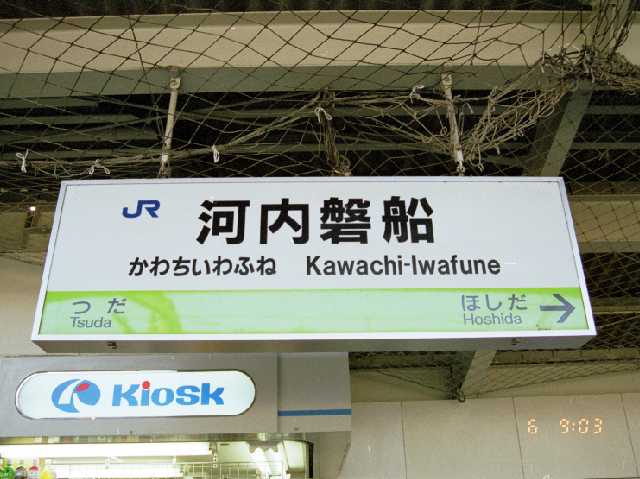 JR 河内磐船
かわちいわふね Kawachi-Iwafune
つだ ほしだ →
Tsuda Hoshida
Kiosk
6 9:03